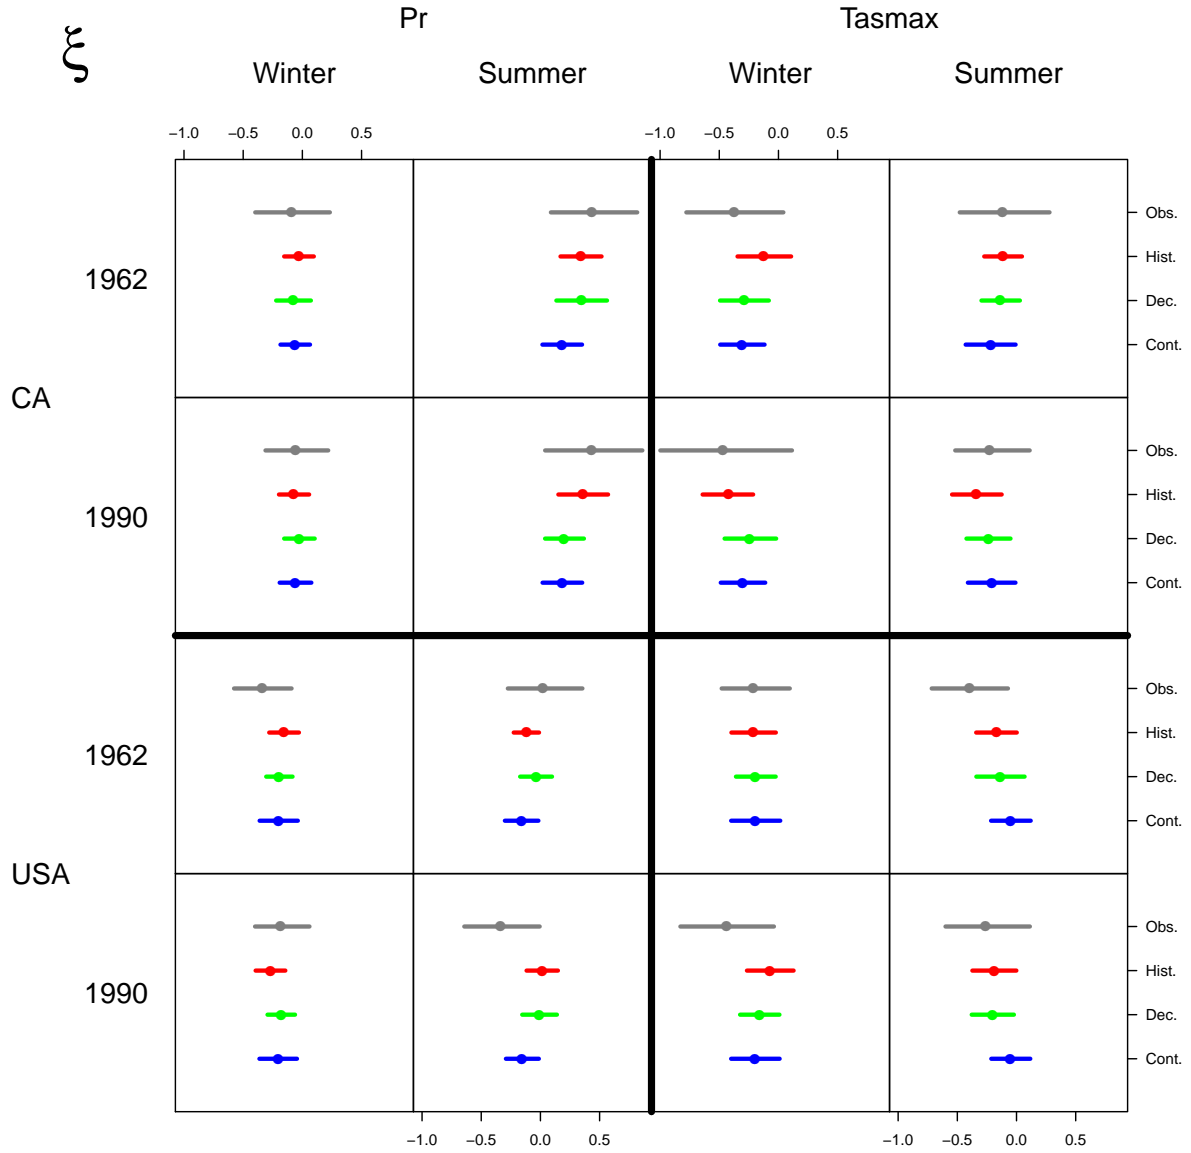 ξ
Pr Tasmax
Winter Summer Winter Summer
−1.0 −0.5 0.0 0.5 −1.0 −0.5 0.0 0.5
Obs.
Hist.
1962
Dec.
Cont.
CA
Obs.
Hist.
1990
Dec.
Cont.
Obs.
Hist.
1962
Dec.
Cont.
USA
Obs.
Hist.
1990
Dec.
Cont.
−1.0 −0.5 0.0 0.5 −1.0 −0.5 0.0 0.5